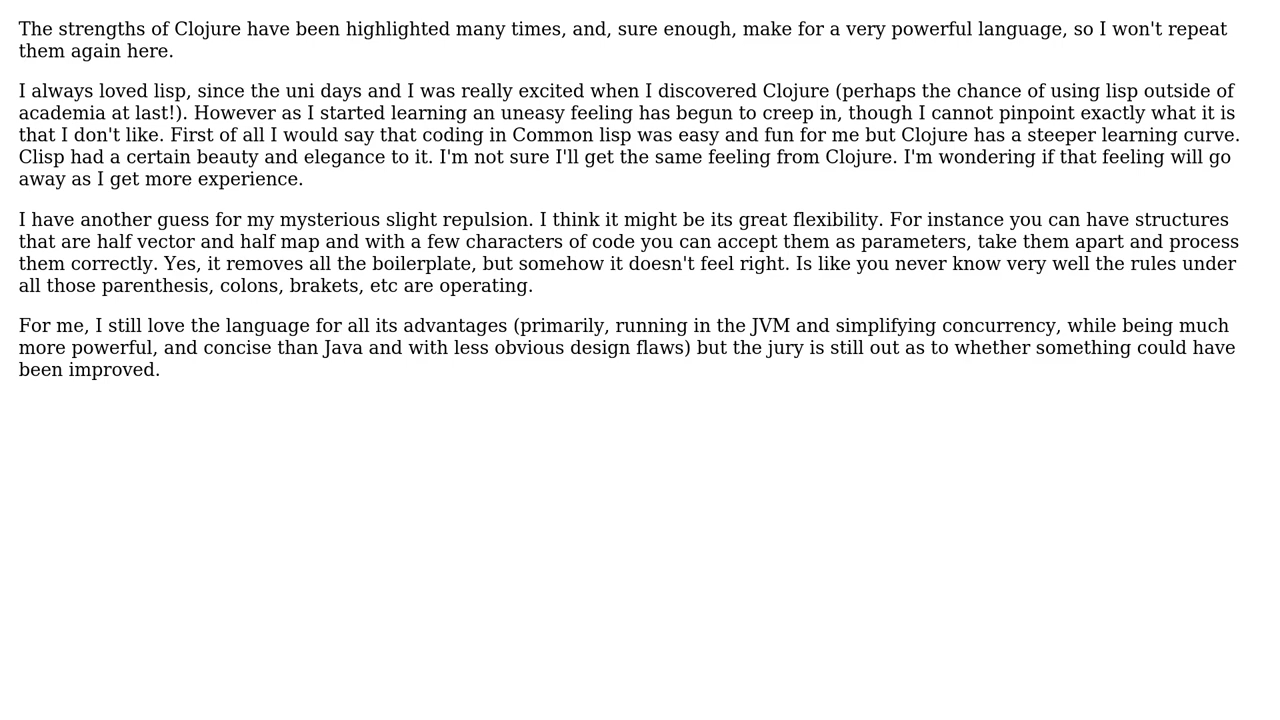 The strengths of Clojure have been highlighted many times, and, sure enough, make for a very powerful language, so I won't repeat
them again here.
I always loved lisp, since the uni days and I was really excited when I discovered Clojure (perhaps the chance of using lisp outside of
academia at last!). However as I started learning an uneasy feeling has begun to creep in, though I cannot pinpoint exactly what it is
that I don't like. First of all I would say that coding in Common lisp was easy and fun for me but Clojure has a steeper learning curve.
Clisp had a certain beauty and elegance to it. I'm not sure I'll get the same feeling from Clojure. I'm wondering if that feeling will go
away as I get more experience.
I have another guess for my mysterious slight repulsion. I think it might be its great flexibility. For instance you can have structures
that are half vector and half map and with a few characters of code you can accept them as parameters, take them apart and process
them correctly. Yes, it removes all the boilerplate, but somehow it doesn't feel right. Is like you never know very well the rules under
all those parenthesis, colons, brakets, etc are operating.
For me, I still love the language for all its advantages (primarily, running in the JVM and simplifying concurrency, while being much
more powerful, and concise than Java and with less obvious design flaws) but the jury is still out as to whether something could have
been improved.